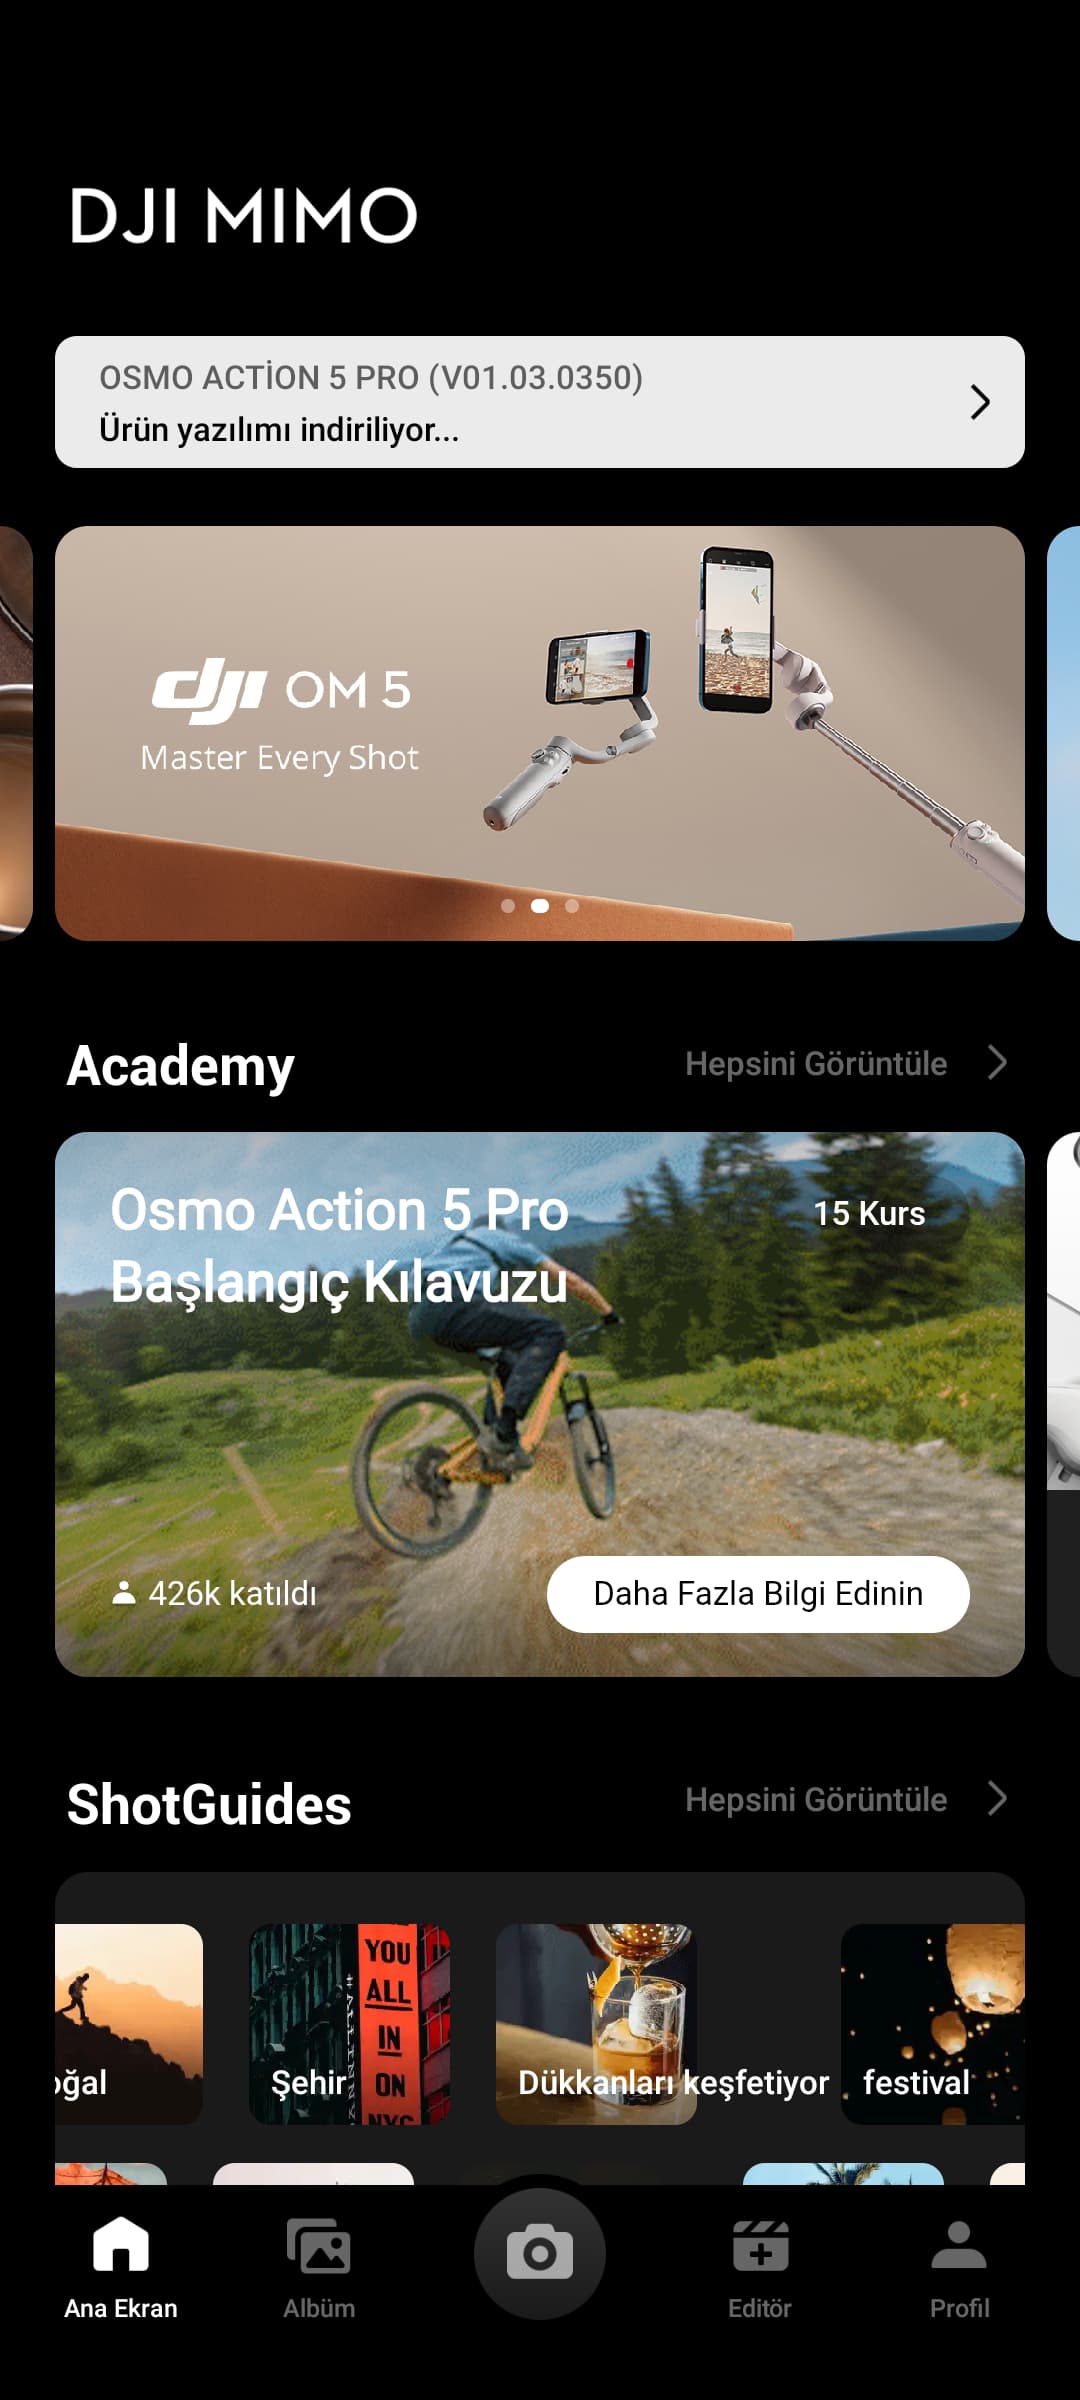 DJI MIMO
OSMO ACTİON 5 PRO (V01.03.0350)
Ürün yazılımı indiriliyor...
dji OM 5
Master Every Shot
Academy
Hepsini Görüntüle
Osmo Action 5 Pro
Başlangıç Kılavuzu
15 Kurs
426k katıldı
Daha Fazla Bilgi Edinin
ShotGuides
Hepsini Görüntüle
YOU
ALL
IN
ON
NYC
oğal
Şehir
Dükkanları keşfetiyor
festival
Ana Ekran
Albüm
Editör
Profil